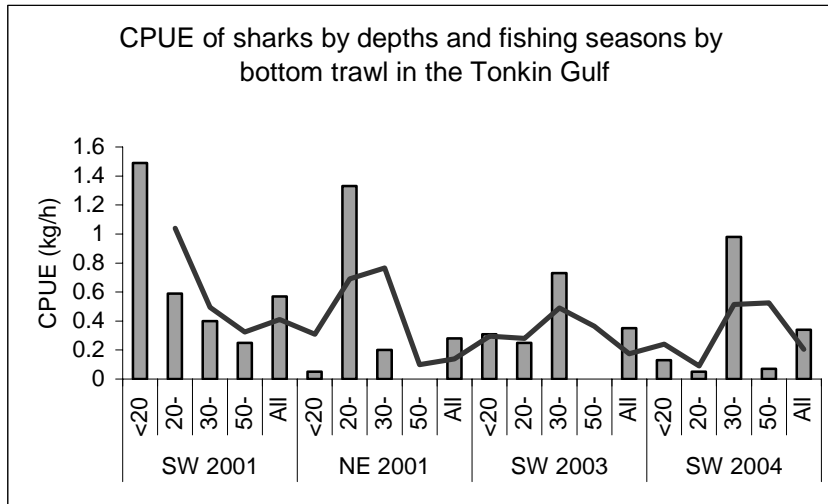 CPUE of sharks by depths and fishing seasons by
bottom trawl in the Tonkin Gulf
CPUE (kg/h)
1.6
1.4
1.2
1
0.8
0.6
0.4
0.2
0
<20 20- 30- 50- All <20 20- 30- 50- All <20 20- 30- 50- All <20 20- 30- 50- All
SW 2001 NE 2001 SW 2003 SW 2004